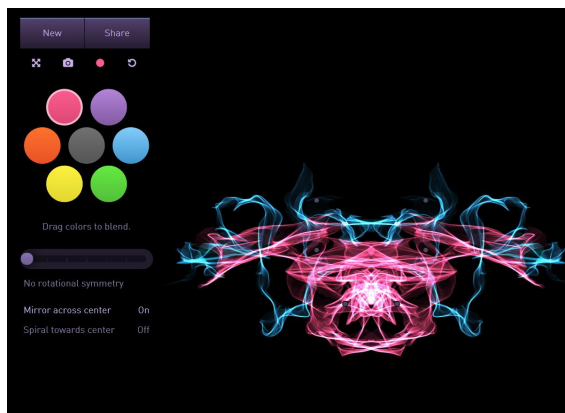 New
Share
Drag colors to blend.
No rotational symmetry
Mirror across center On
Spiral towards center Off